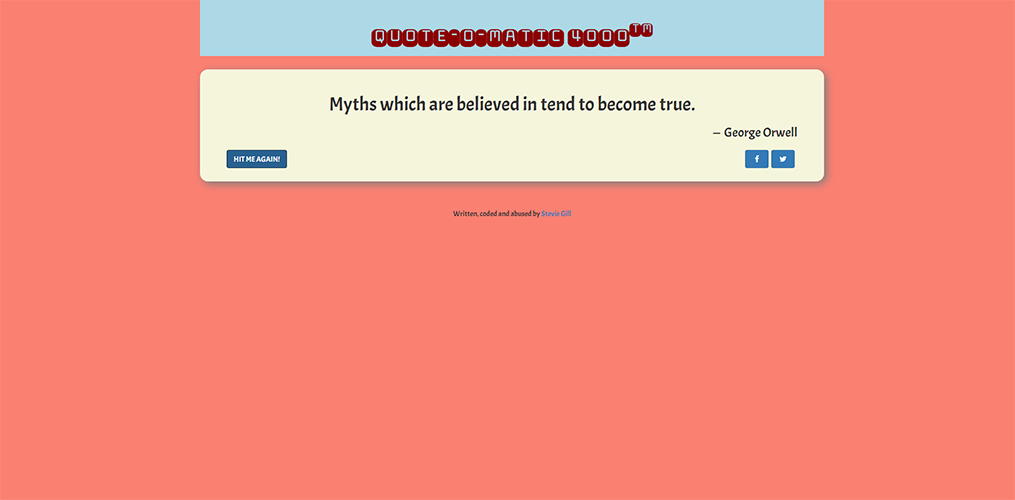 QUOTE-O-MATIC 4000™
Myths which are believed in tend to become true.
– George Orwell
HIT ME AGAIN!
Written, coded and abused by Stevie Gill